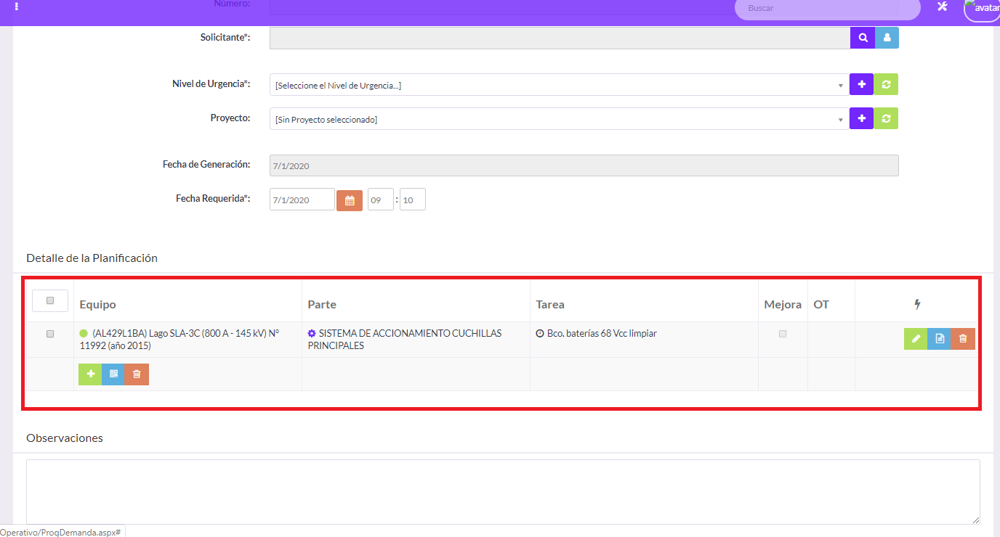 Número:
Buscar
avatar
Solicitante*:
Nivel de Urgencia*:
[Seleccione el Nivel de Urgencia...]
Proyecto:
[Sin Proyecto seleccionado]
Fecha de Generación:
7/1/2020
Fecha Requerida*:
7/1/2020
09 : 10
Detalle de la Planificación
Equipo
Parte
Tarea
Mejora
OT
(AL429L1BA) Lago SLA-3C (800 A - 145 kV) Nº
11992 (año 2015)
SISTEMA DE ACCIONAMIENTO CUCHILLAS
PRINCIPALES
Bco. baterías 68 Vcc limpiar
Observaciones
Operativo/ProgDemanda.aspx#